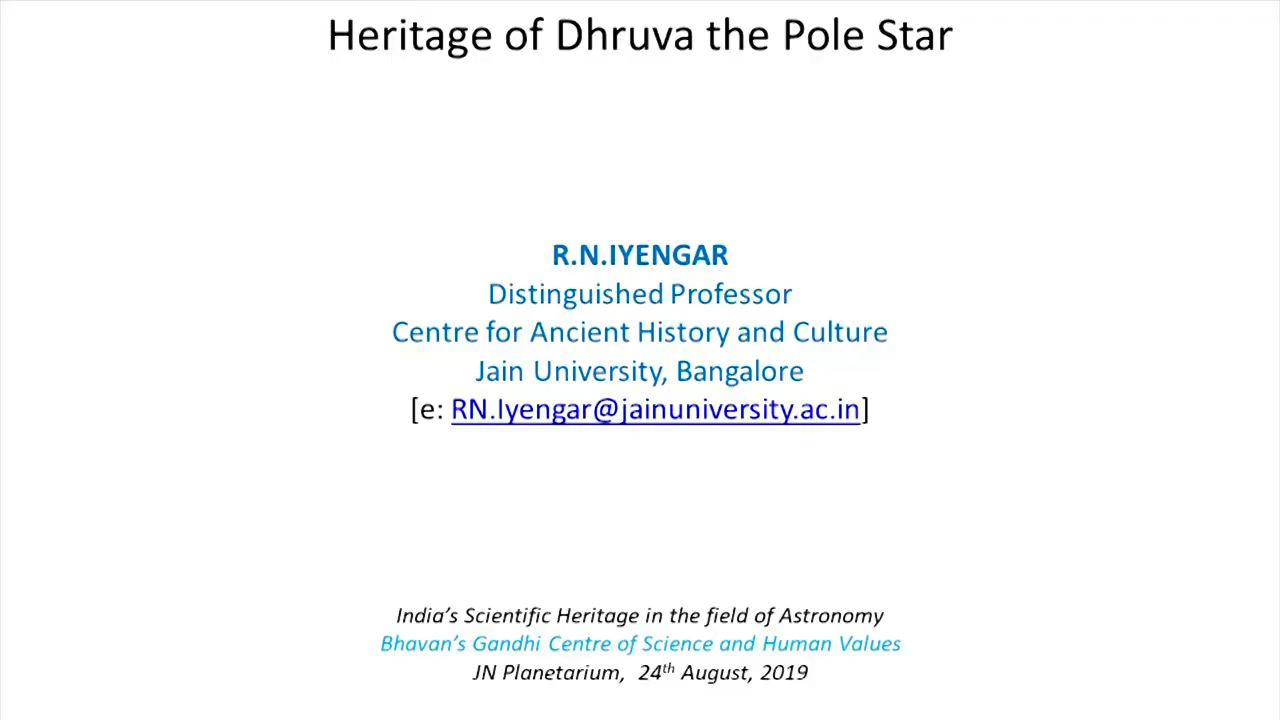 Heritage of Dhruva the Pole Star
R.N.IYENGAR
Distinguished Professor
Centre for Ancient History and Culture
Jain University, Bangalore
[e: RN.Iyengar@jainuniversity.ac.in]
India's Scientific Heritage in the field of Astronomy
Bhavan's Gandhi Centre of Science and Human Values
JN Planetarium, 24th August, 2019